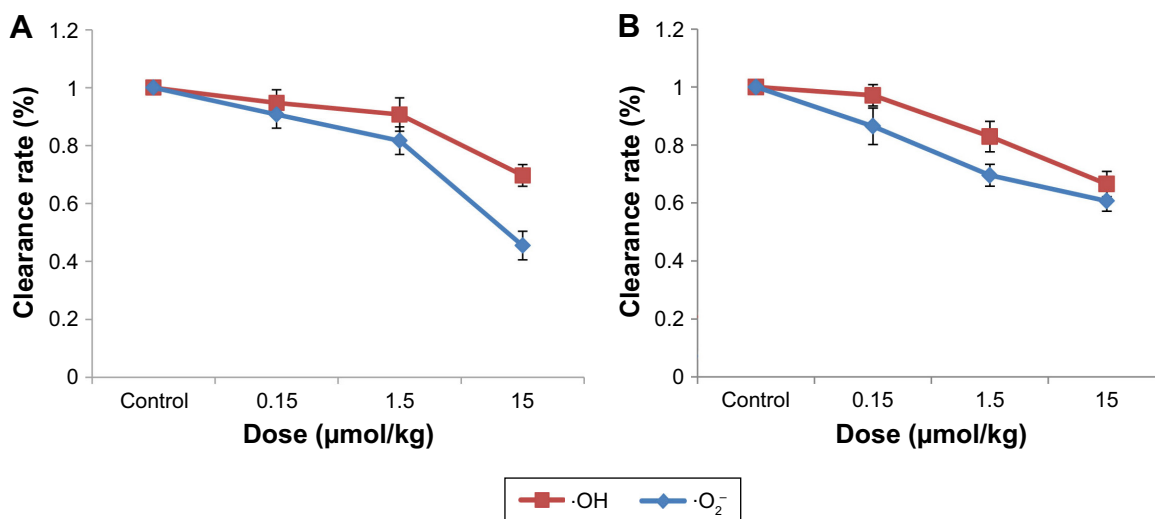 A
Clearance rate (%)
1.2
1
0.8
0.6
0.4
0.2
0
Control 0.15 1.5 15
Dose (µmol/kg)
B
Clearance rate (%)
1.2
1
0.8
0.6
0.4
0.2
0
Control 0.15 1.5 15
Dose (µmol/kg)
·OH ·O₂⁻